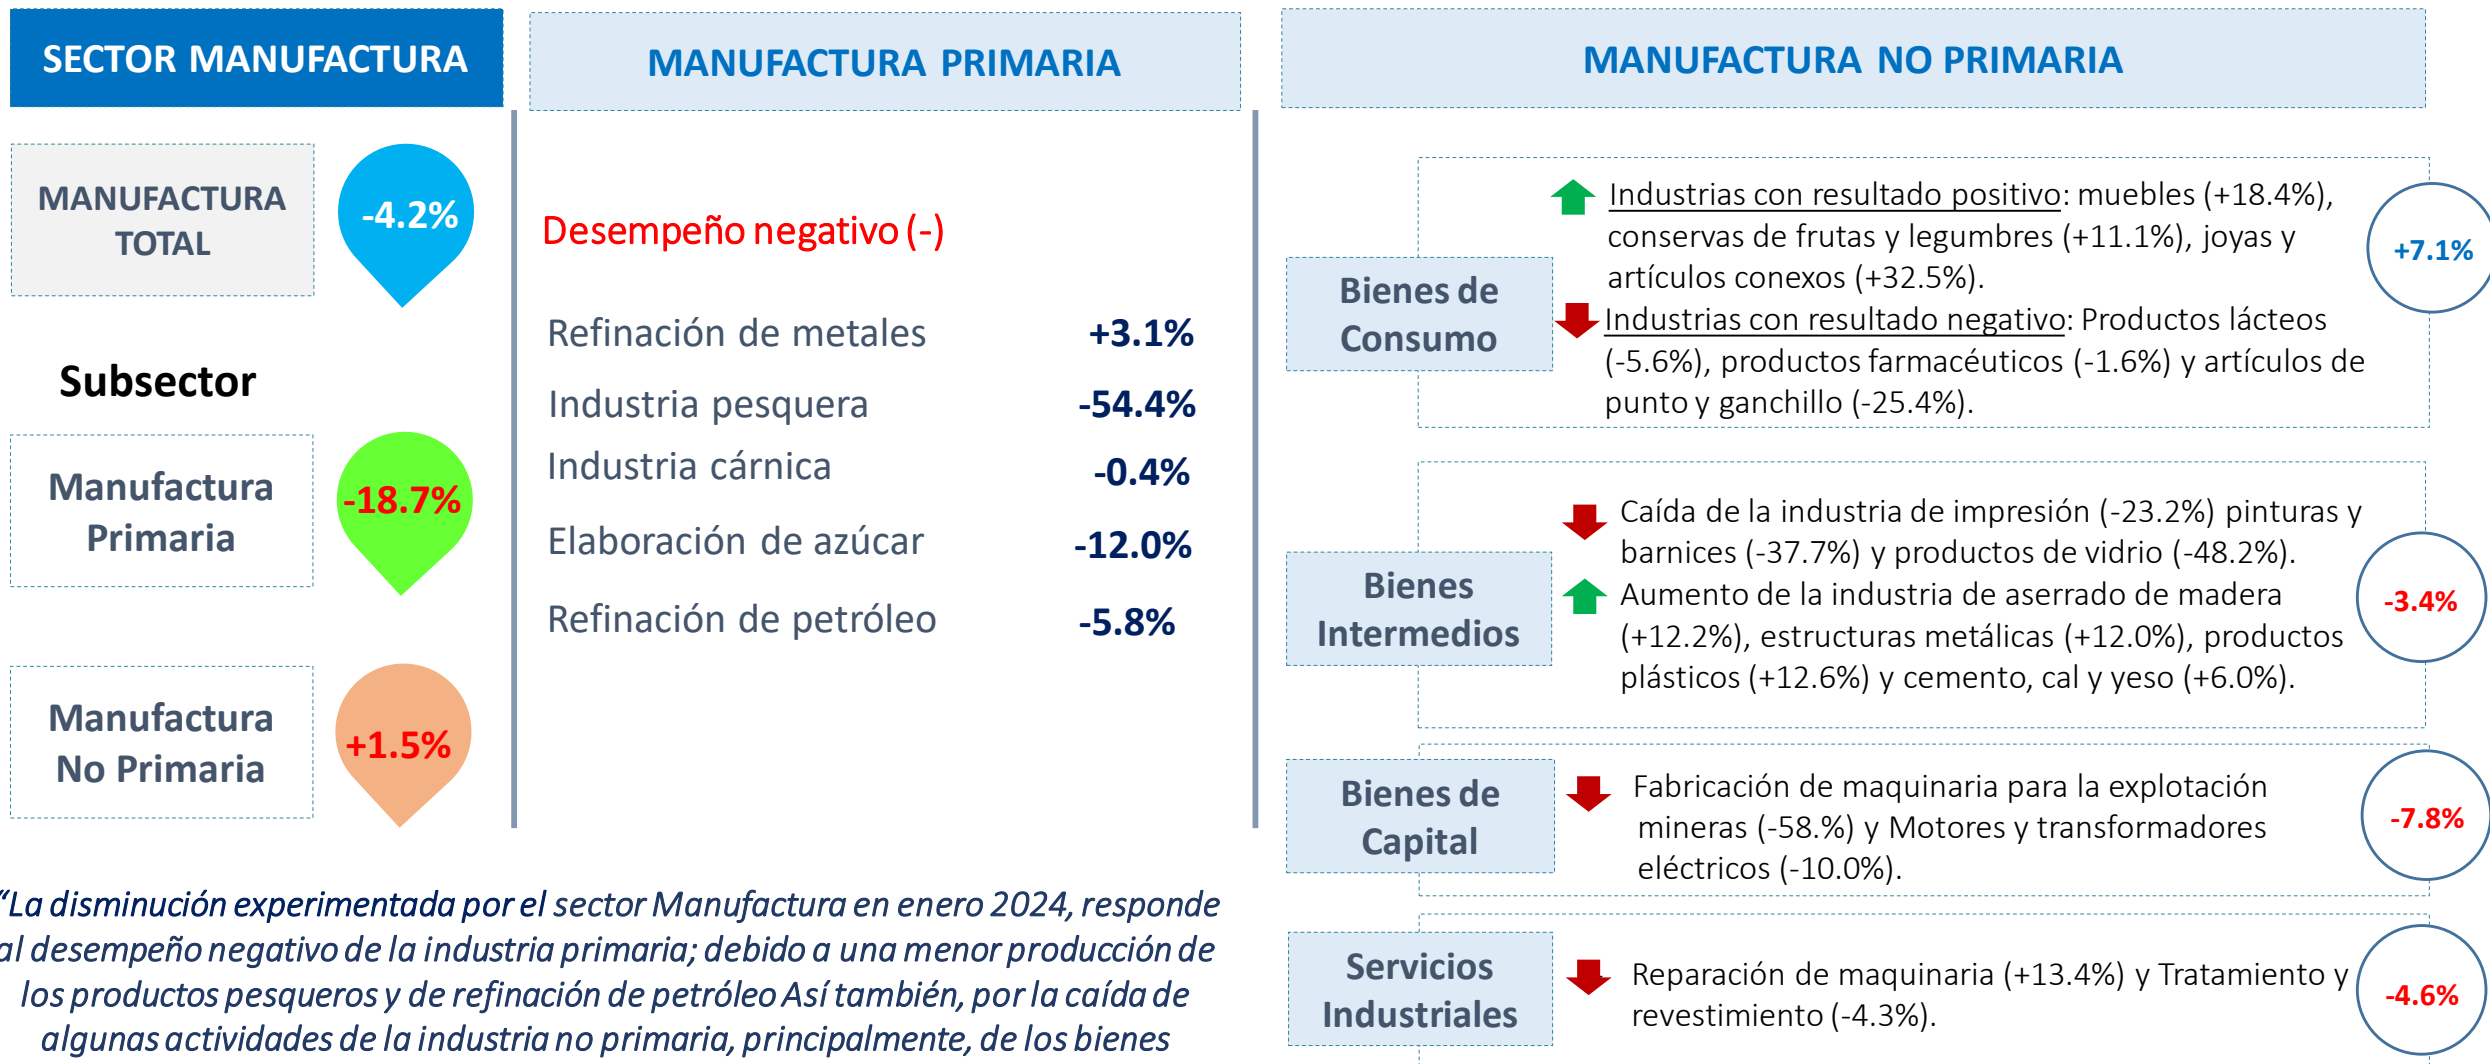 SECTOR MANUFACTURA
MANUFACTURA
TOTAL
-4.2%
Subsector
Manufactura
Primaria
-18.7%
Manufactura
No Primaria
+1.5%
MANUFACTURA PRIMARIA
Desempeño negativo (-)
Refinación de metales +3.1%
Industria pesquera -54.4%
Industria cárnica -0.4%
Elaboración de azúcar -12.0%
Refinación de petróleo -5.8%
“La disminución experimentada por el sector Manufactura en enero 2024, responde
al desempeño negativo de la industria primaria; debido a una menor producción de
los productos pesqueros y de refinación de petróleo Así también, por la caída de
algunas actividades de la industria no primaria, principalmente, de los bienes
MANUFACTURA NO PRIMARIA
Bienes de
Consumo
Industrias con resultado positivo: muebles (+18.4%),
conservas de frutas y legumbres (+11.1%), joyas y
artículos conexos (+32.5%).
Industrias con resultado negativo: Productos lácteos
(-5.6%), productos farmacéuticos (-1.6%) y artículos de
punto y ganchillo (-25.4%).
+7.1%
Bienes
Intermedios
Caída de la industria de impresión (-23.2%) pinturas y
barnices (-37.7%) y productos de vidrio (-48.2%).
Aumento de la industria de aserrado de madera
(+12.2%), estructuras metálicas (+12.0%), productos
plásticos (+12.6%) y cemento, cal y yeso (+6.0%).
-3.4%
Bienes de
Capital
Fabricación de maquinaria para la explotación
mineras (-58.%) y Motores y transformadores
eléctricos (-10.0%).
-7.8%
Servicios
Industriales
Reparación de maquinaria (+13.4%) y Tratamiento y
revestimiento (-4.3%).
-4.6%